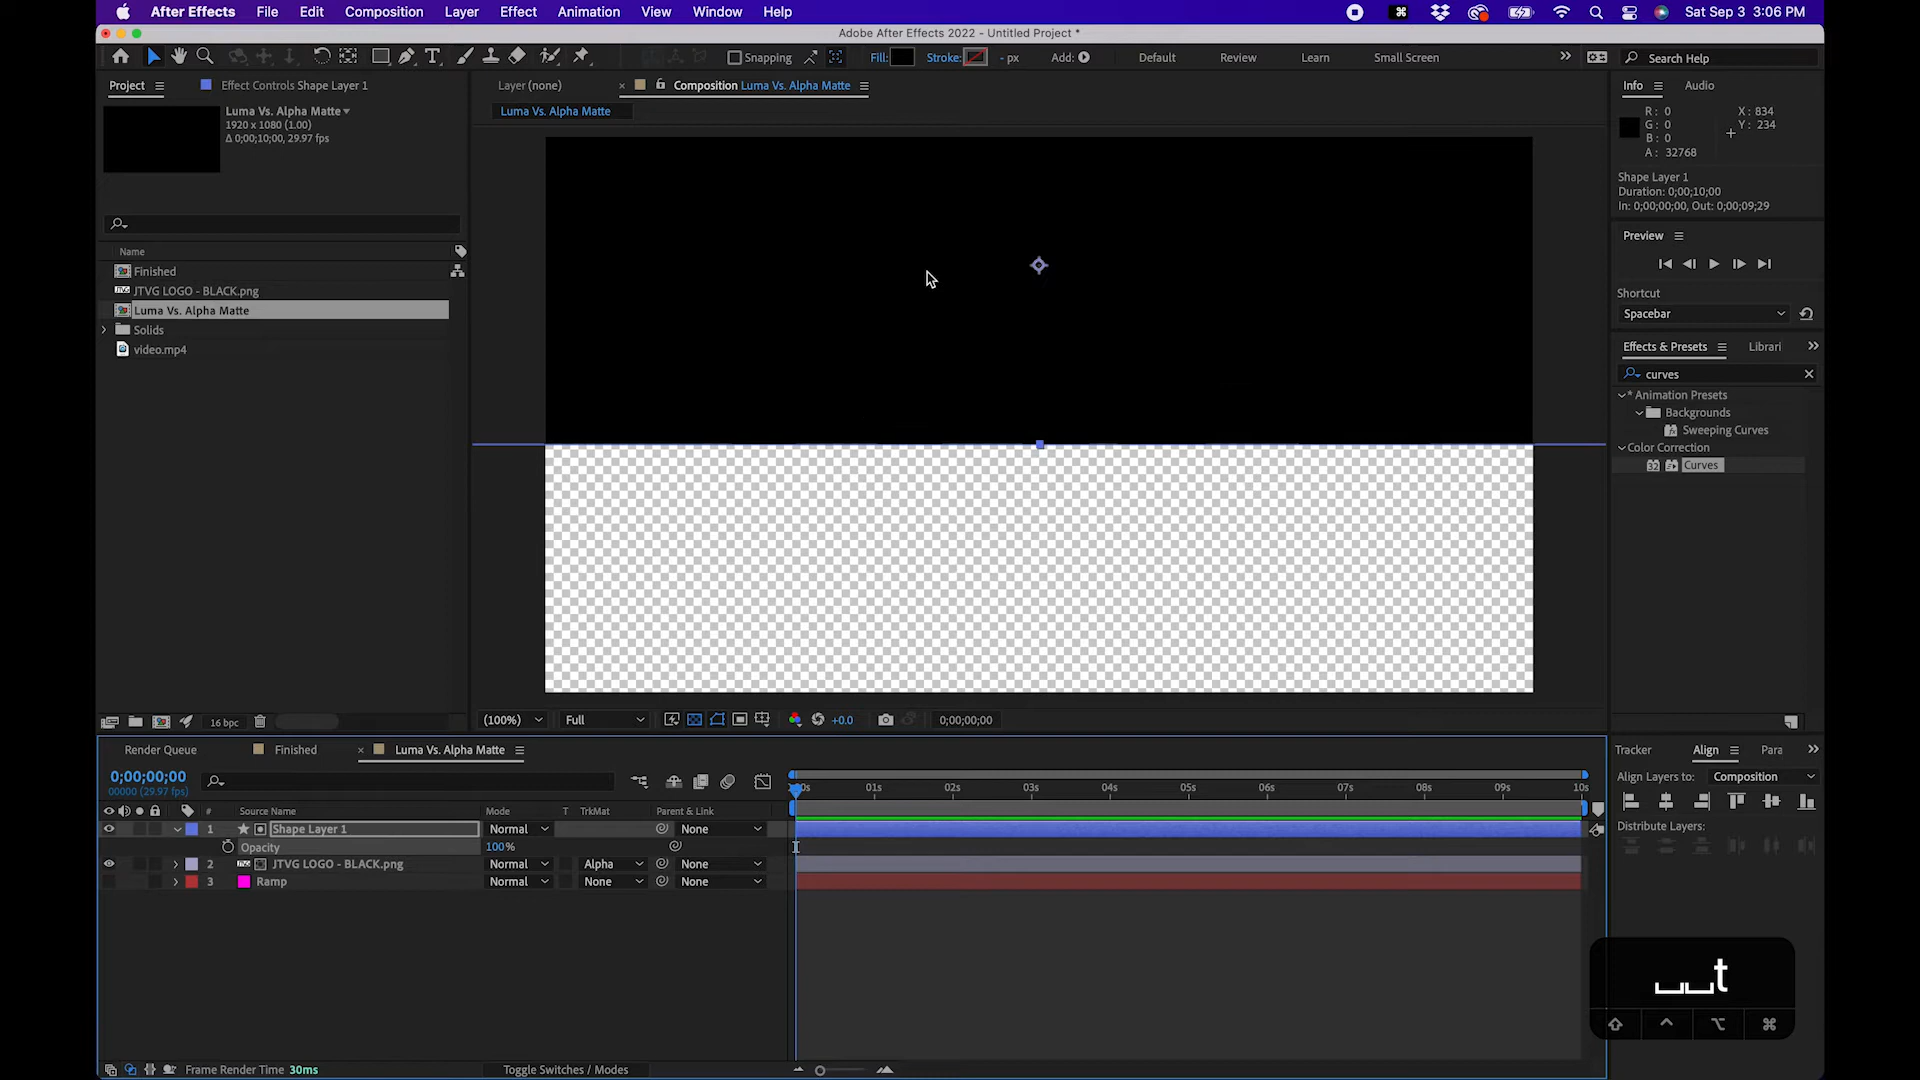 After Effects File Edit Composition Layer Effect Animation View Window Help Sat Sep 3 3:06 PM
Adobe After Effects 2022 - Untitled Project *
Snapping Fill: Stroke: - px Add: Default Review Learn Small Screen Search Help
Project Effect Controls Shape Layer 1 Layer (none) × Composition Luma Vs. Alpha Matte Info Audio
Luma Vs. Alpha Matte
1920 x 1080 (1.00)
Δ 0;00;10;00, 29.97 fps
Luma Vs. Alpha Matte
R: 0 X: 834
G: 0 Y: 234
B: 0
A: 32768
Shape Layer 1
Duration: 0;00;10;00
In: 0;00;00;00, Out: 0;00;09;29
Preview
Shortcut
Spacebar
Name
Finished
JTVG LOGO - BLACK.png
Luma Vs. Alpha Matte
Solids
video.mp4
Effects & Presets Librari
curves
* Animation Presets
Backgrounds
Sweeping Curves
Color Correction
32 Curves
16 bpc (100%) Full +0.0 0;00;00;00
Render Queue Finished × Luma Vs. Alpha Matte Tracker Align Para
0;00;00;00
00000 (29.97 fps)
Align Layers to: Composition
01s 02s 03s 04s 05s 06s 07s 08s 09s 10s
# Source Name Mode T TrkMat Parent & Link
1 Shape Layer 1 Normal None
Opacity 100%
2 JTVG LOGO - BLACK.png Normal Alpha None
3 Ramp Normal None None
Distribute Layers:
t
Frame Render Time 30ms Toggle Switches / Modes